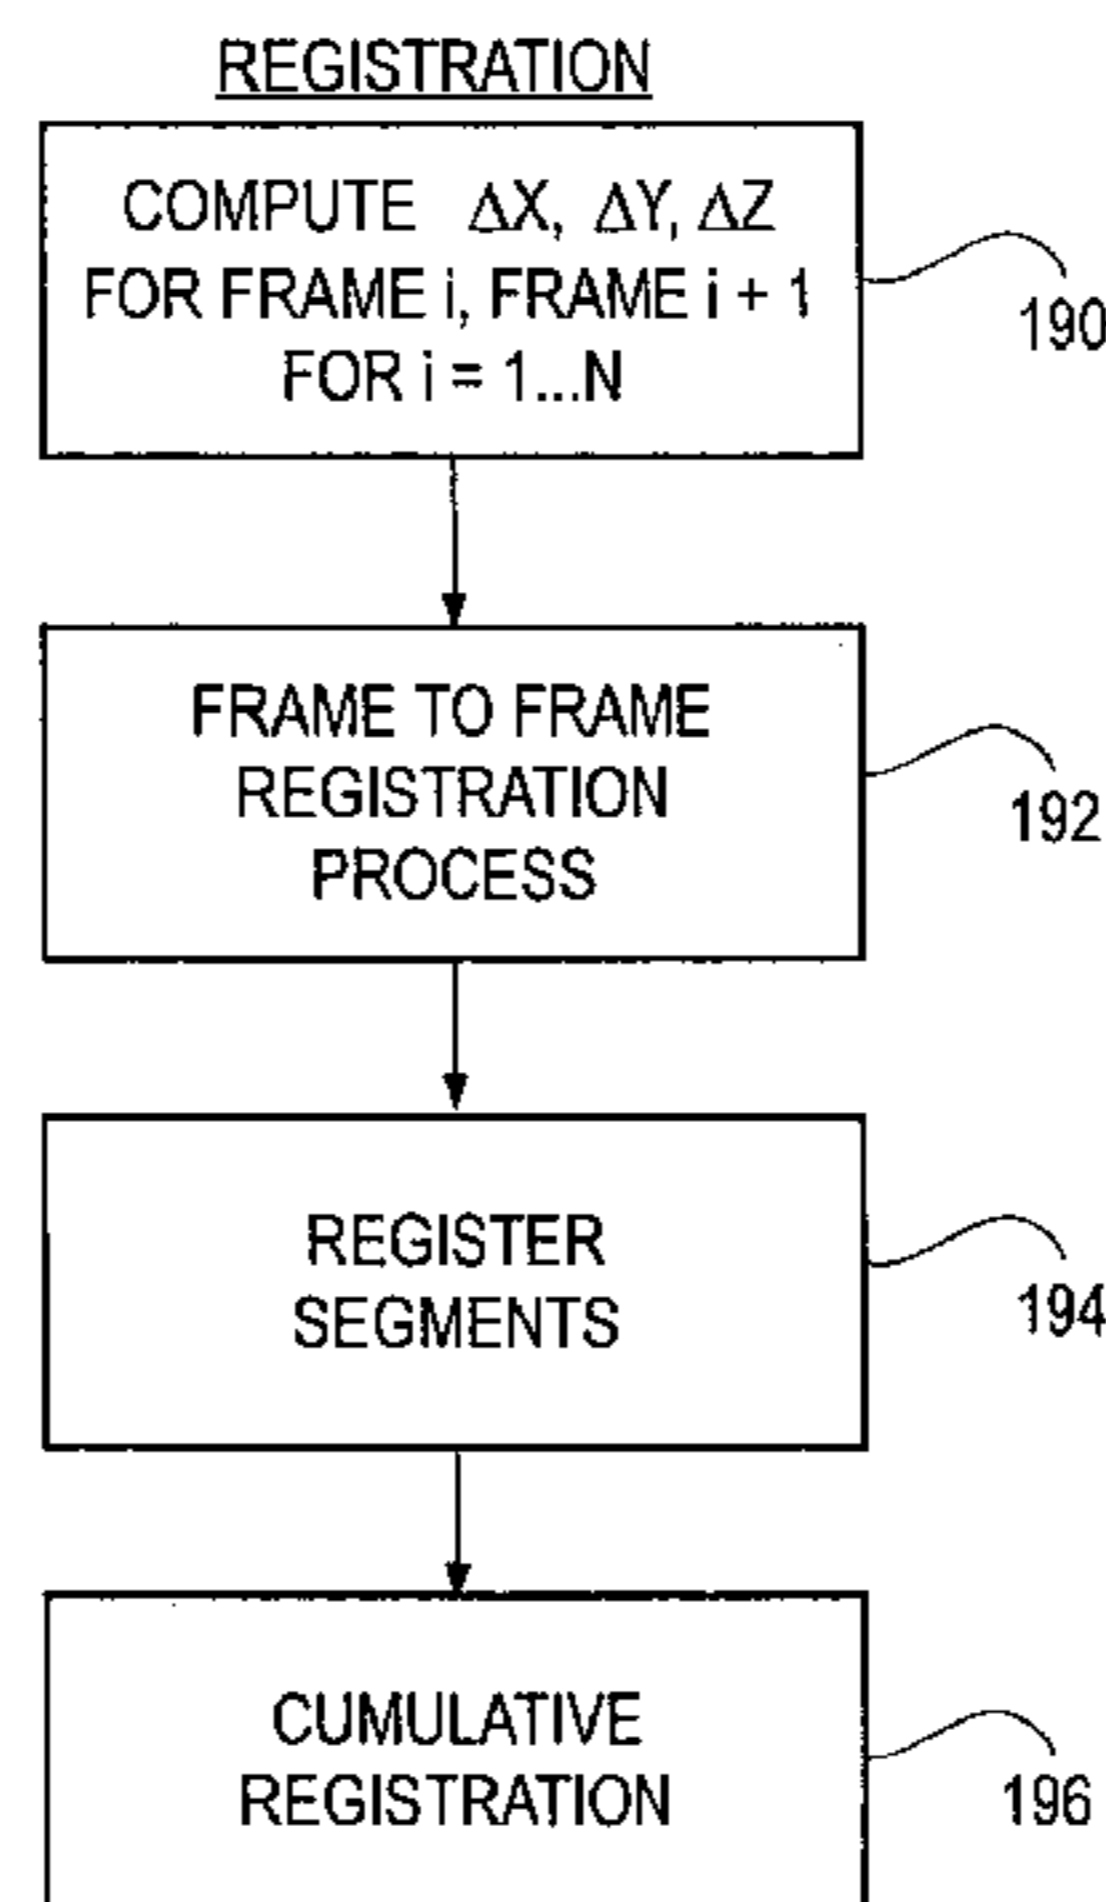 REGISTRATION
COMPUTE ΔX, ΔY, ΔZ
FOR FRAME i, FRAME i + 1
FOR i = 1...N
190
FRAME TO FRAME
REGISTRATION
PROCESS
192
REGISTER
SEGMENTS
194
CUMULATIVE
REGISTRATION
196